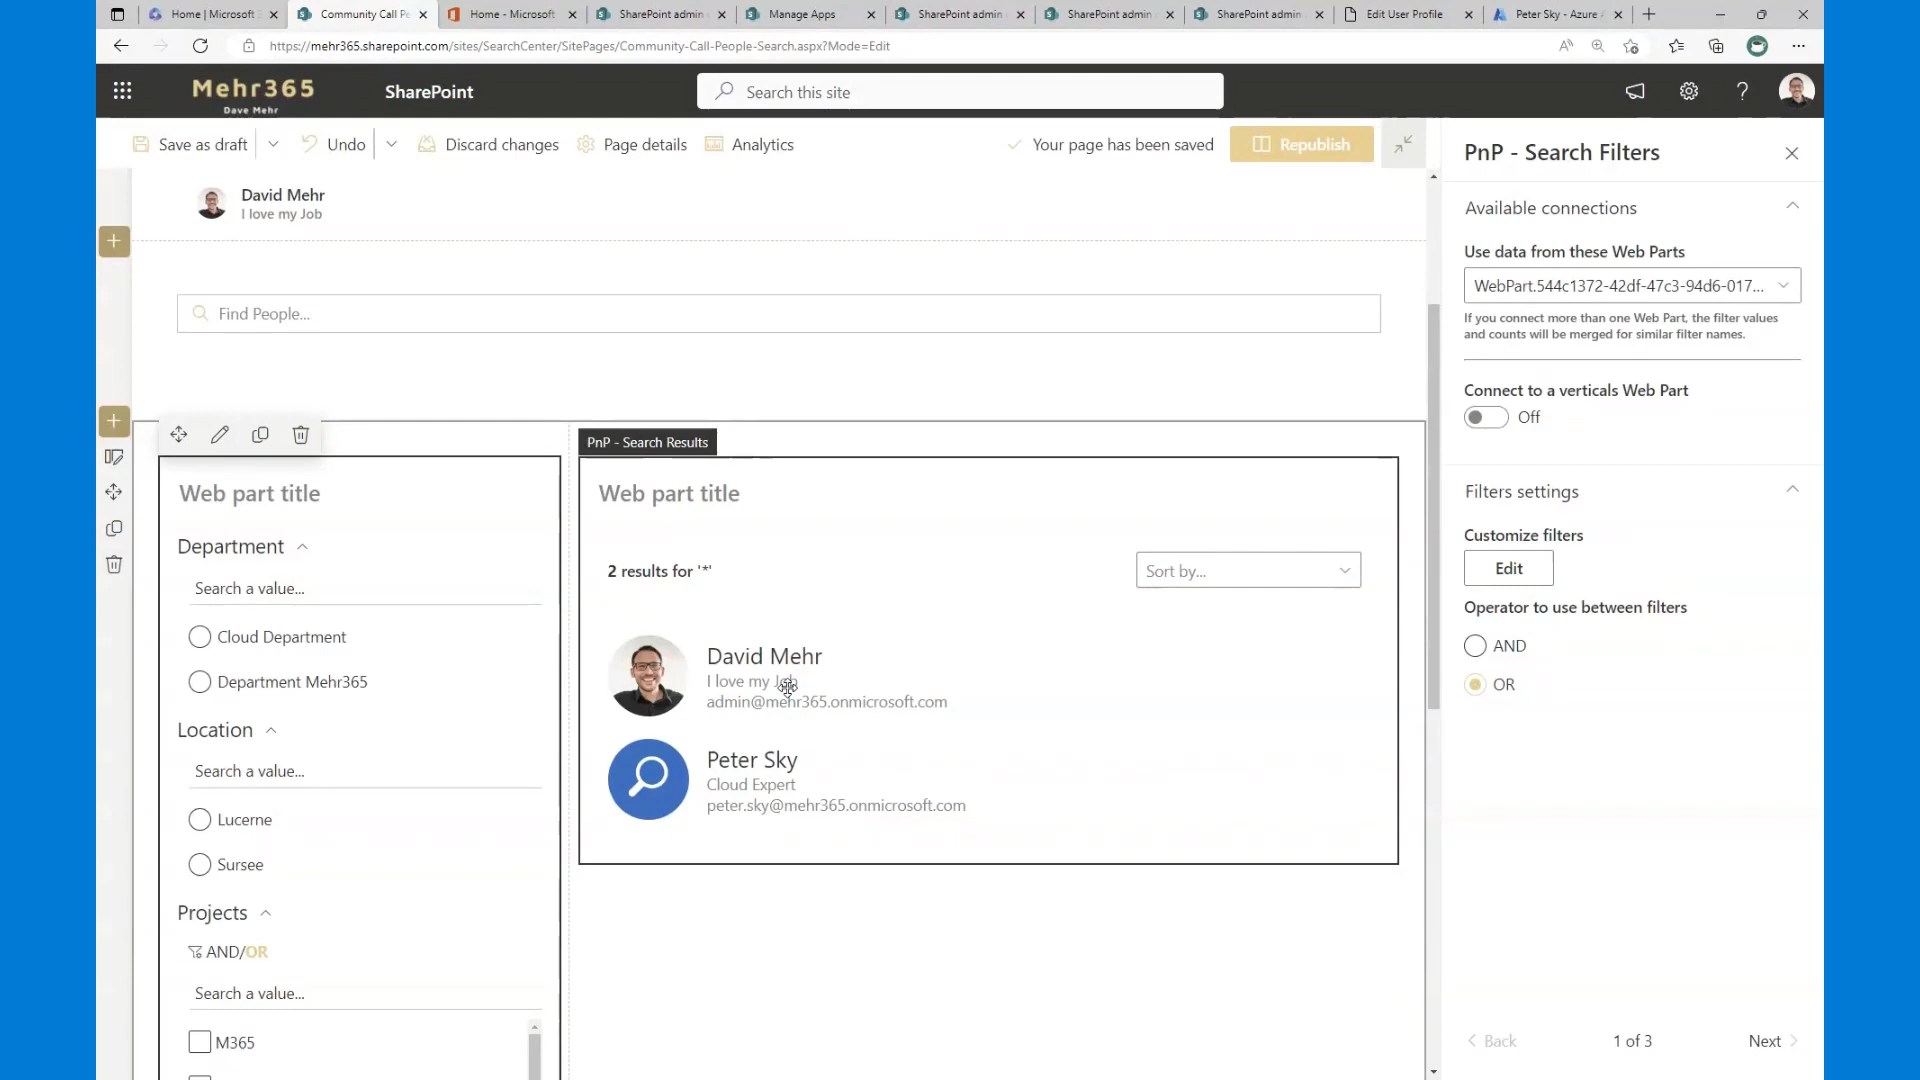 Home | Microsoft
Community Call Pe
Home - Microsoft
SharePoint admin
Manage Apps
SharePoint admin
SharePoint admin
SharePoint admin
Edit User Profile
Peter Sky - Azure
https://mehr365.sharepoint.com/sites/SearchCenter/SitePages/Community-Call-People-Search.aspx?Mode=Edit
Mehr365
Dave Mehr
SharePoint
Search this site
Save as draft
Undo
Discard changes
Page details
Analytics
Your page has been saved
Republish
David Mehr
I love my Job
Find People...
Web part title
Department
Search a value...
Cloud Department
Department Mehr365
Location
Search a value...
Lucerne
Sursee
Projects
AND/OR
Search a value...
M365
PnP - Search Results
Web part title
2 results for '*'
Sort by...
David Mehr
I love my Job
admin@mehr365.onmicrosoft.com
Peter Sky
Cloud Expert
peter.sky@mehr365.onmicrosoft.com
PnP - Search Filters
Available connections
Use data from these Web Parts
WebPart.544c1372-42df-47c3-94d6-017...
If you connect more than one Web Part, the filter values
and counts will be merged for similar filter names.
Connect to a verticals Web Part
Off
Filters settings
Customize filters
Edit
Operator to use between filters
AND
OR
Back
1 of 3
Next